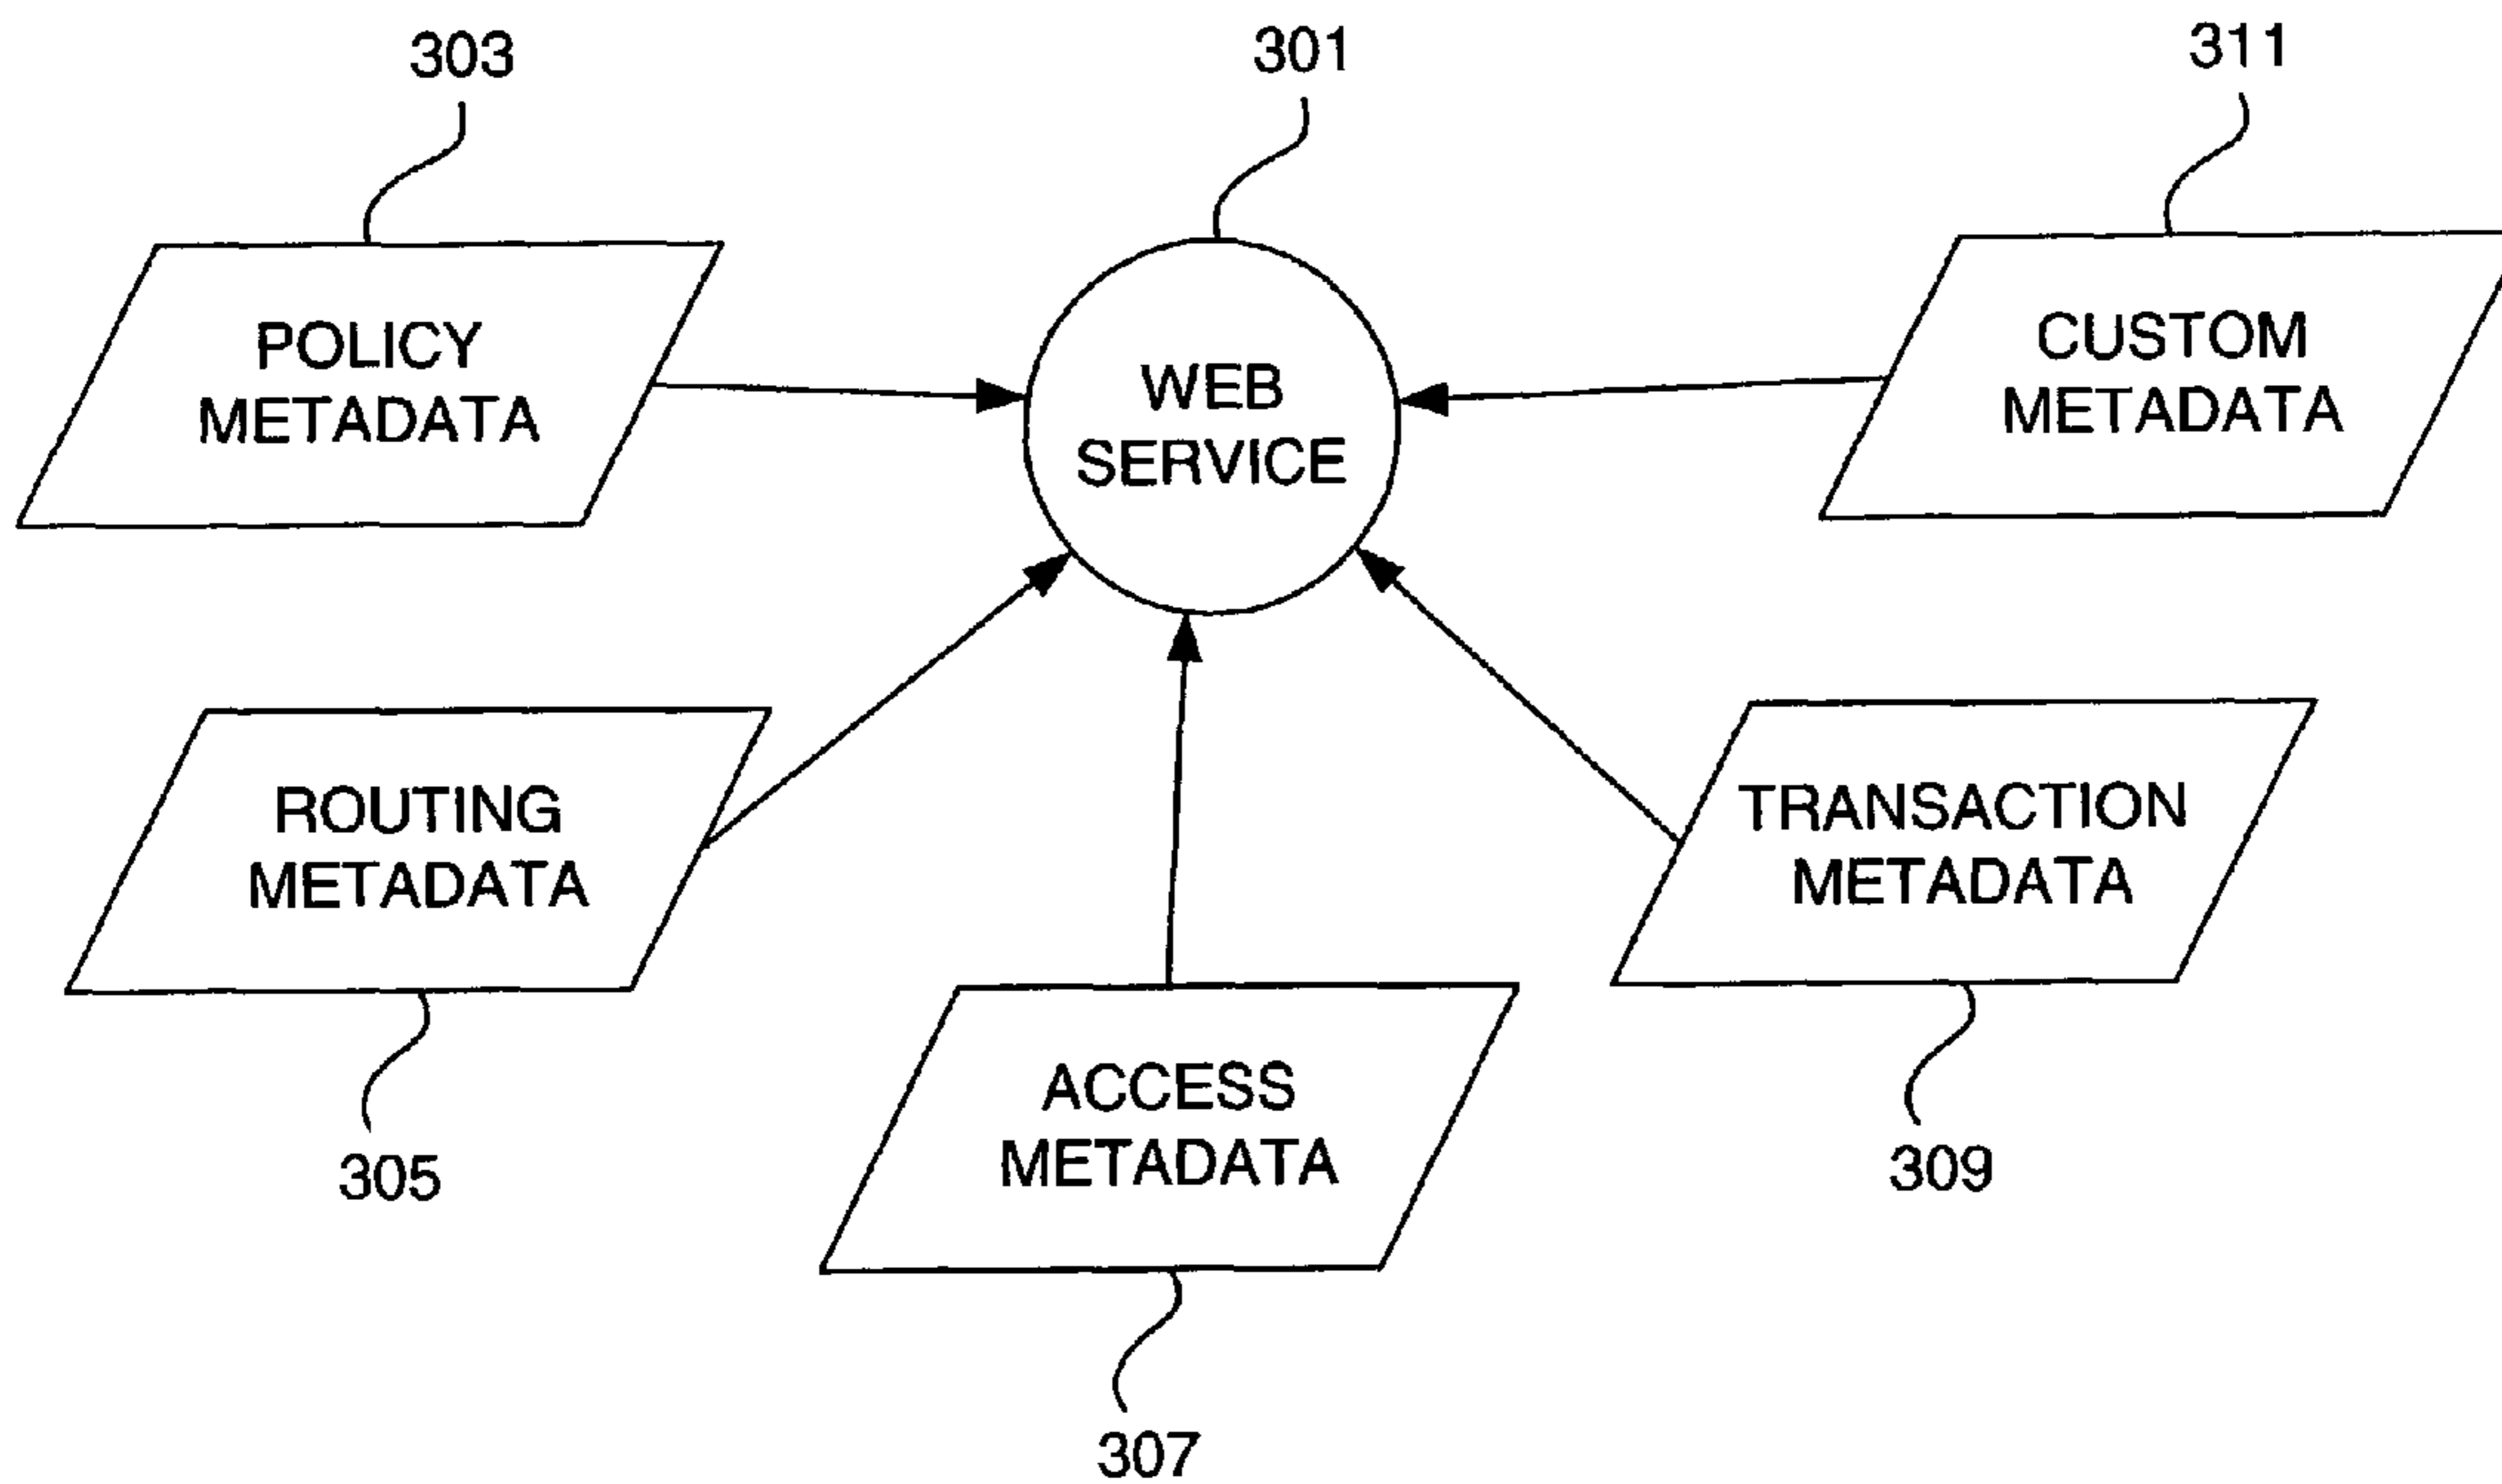 303
301
311
POLICY
METADATA
WEB
SERVICE
CUSTOM
METADATA
ROUTING
METADATA
TRANSACTION
METADATA
ACCESS
METADATA
305
309
307